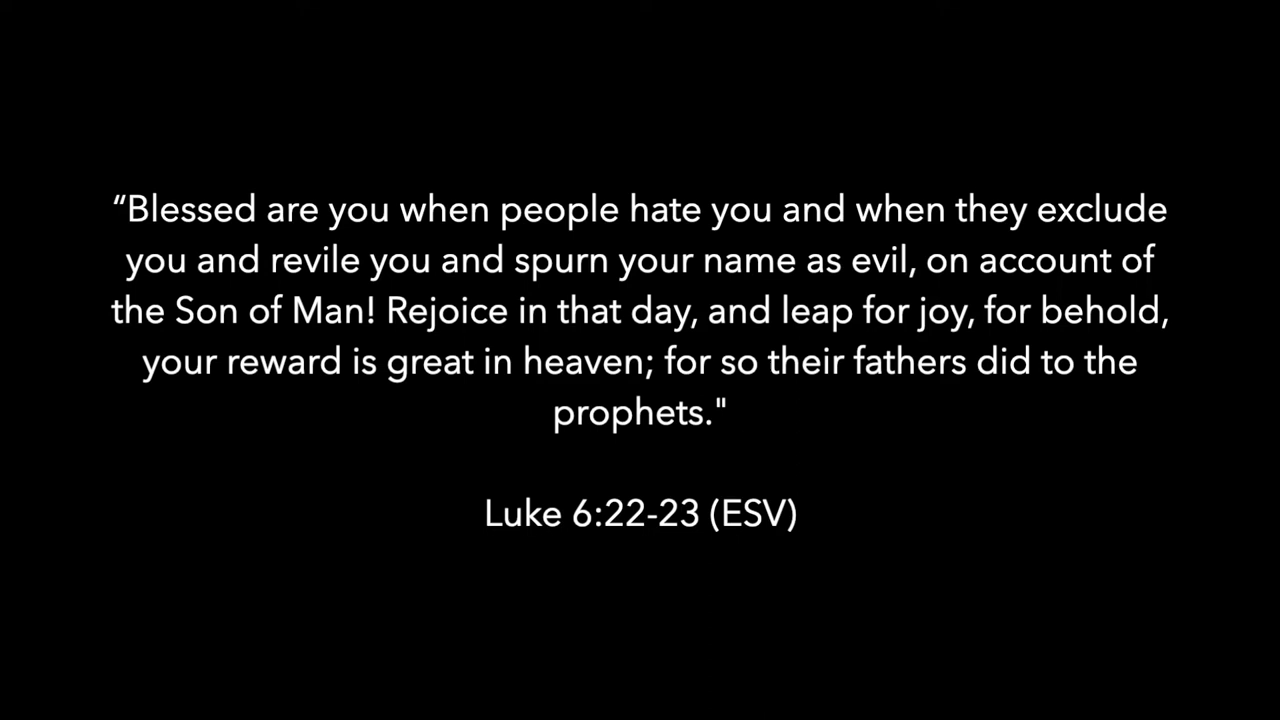 “Blessed are you when people hate you and when they exclude
you and revile you and spurn your name as evil, on account of
the Son of Man! Rejoice in that day, and leap for joy, for behold,
your reward is great in heaven; for so their fathers did to the
prophets."
Luke 6:22-23 (ESV)